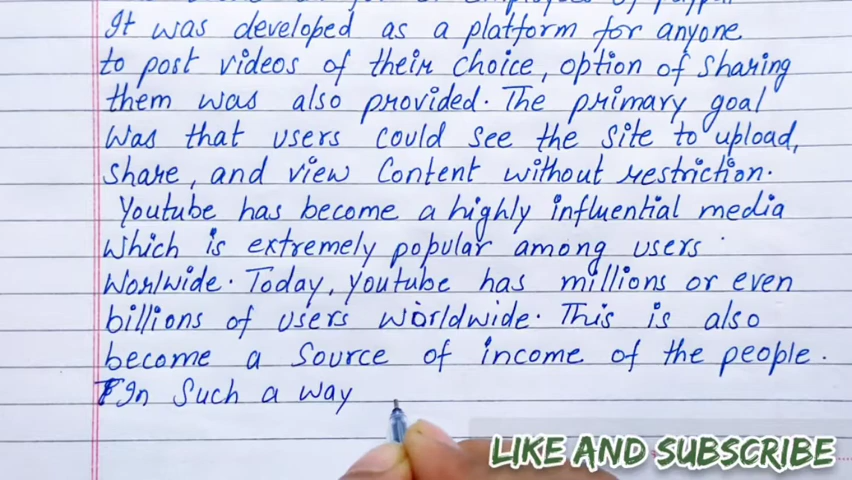 It was developed as a platform for anyone
to post videos of their choice, option of sharing
them was also provided. The primary goal
was that users could see the site to upload,
share, and view content without restriction.
Youtube has become a highly influential media
which is extremely popular among users
Worlwide. Today, youtube has millions or even
billions of users worldwide. This is also
become a source of income of the people.
In such a way
LIKE AND SUBSCRIBE